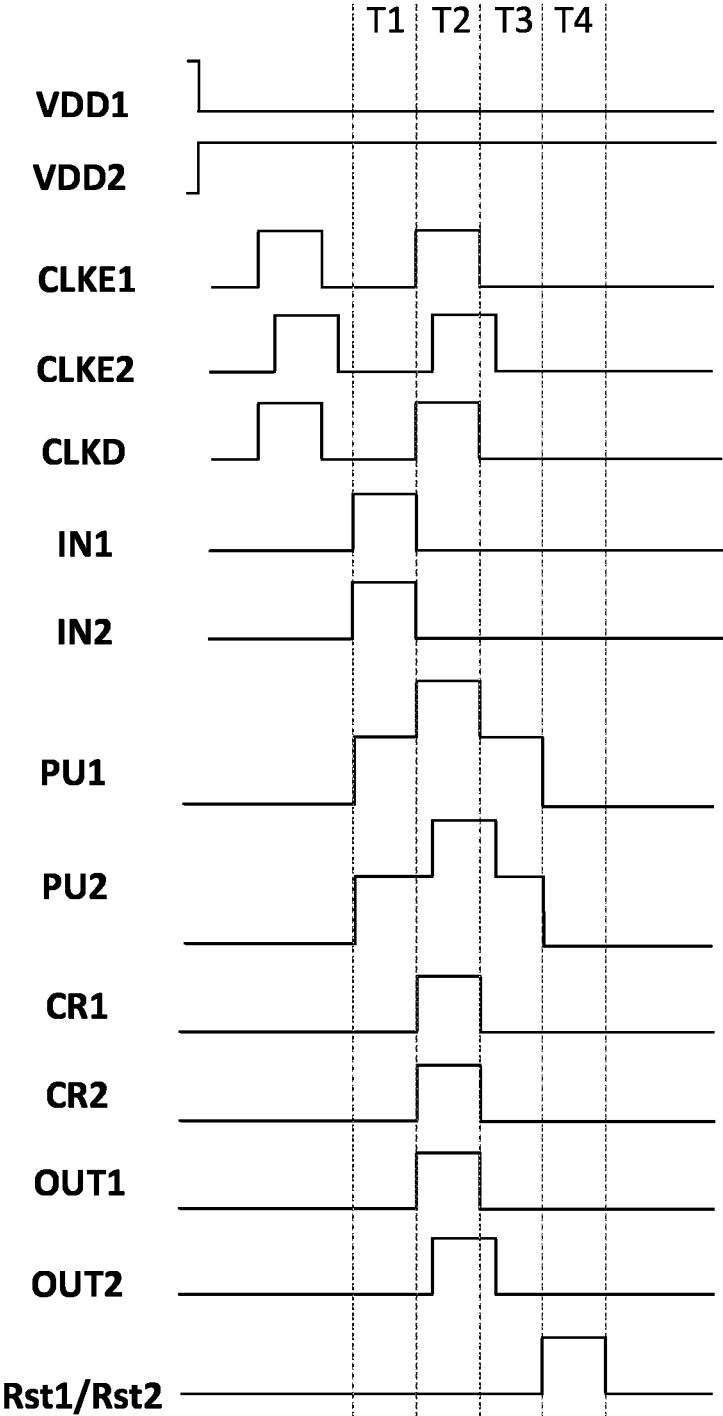 T1 T2 T3 T4
VDD1
VDD2
CLKE1
CLKE2
CLKD
IN1
IN2
PU1
PU2
CR1
CR2
OUT1
OUT2
Rst1/Rst2